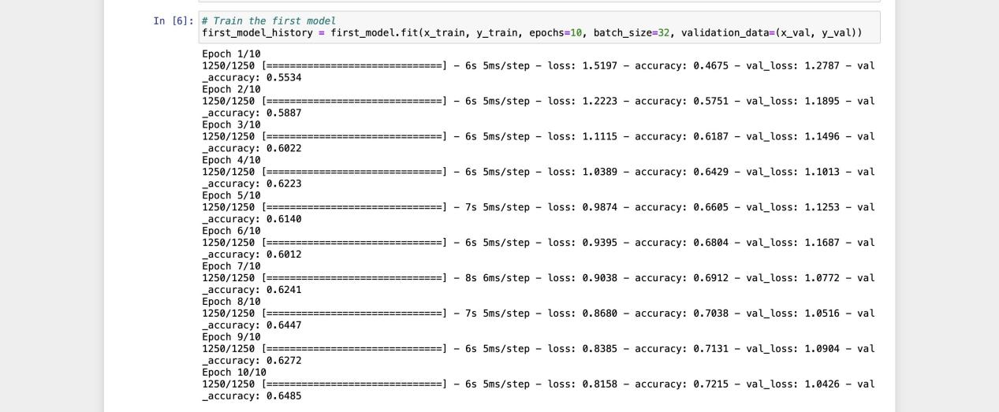 In [6]: # Train the first model
first_model_history = first_model.fit(x_train, y_train, epochs=10, batch_size=32, validation_data=(x_val, y_val))
Epoch 1/10
1250/1250 [==============================] - 6s 5ms/step - loss: 1.5197 - accuracy: 0.4675 - val_loss: 1.2787 - val
_accuracy: 0.5534
Epoch 2/10
1250/1250 [==============================] - 6s 5ms/step - loss: 1.2223 - accuracy: 0.5751 - val_loss: 1.1895 - val
_accuracy: 0.5887
Epoch 3/10
1250/1250 [==============================] - 6s 5ms/step - loss: 1.1115 - accuracy: 0.6187 - val_loss: 1.1496 - val
_accuracy: 0.6022
Epoch 4/10
1250/1250 [==============================] - 6s 5ms/step - loss: 1.0389 - accuracy: 0.6429 - val_loss: 1.1013 - val
_accuracy: 0.6223
Epoch 5/10
1250/1250 [==============================] - 7s 5ms/step - loss: 0.9874 - accuracy: 0.6605 - val_loss: 1.1253 - val
_accuracy: 0.6140
Epoch 6/10
1250/1250 [==============================] - 6s 5ms/step - loss: 0.9395 - accuracy: 0.6804 - val_loss: 1.1687 - val
_accuracy: 0.6012
Epoch 7/10
1250/1250 [==============================] - 8s 6ms/step - loss: 0.9038 - accuracy: 0.6912 - val_loss: 1.0772 - val
_accuracy: 0.6241
Epoch 8/10
1250/1250 [==============================] - 7s 5ms/step - loss: 0.8680 - accuracy: 0.7038 - val_loss: 1.0516 - val
_accuracy: 0.6447
Epoch 9/10
1250/1250 [==============================] - 6s 5ms/step - loss: 0.8385 - accuracy: 0.7131 - val_loss: 1.0904 - val
_accuracy: 0.6272
Epoch 10/10
1250/1250 [==============================] - 6s 5ms/step - loss: 0.8158 - accuracy: 0.7215 - val_loss: 1.0426 - val
_accuracy: 0.6485